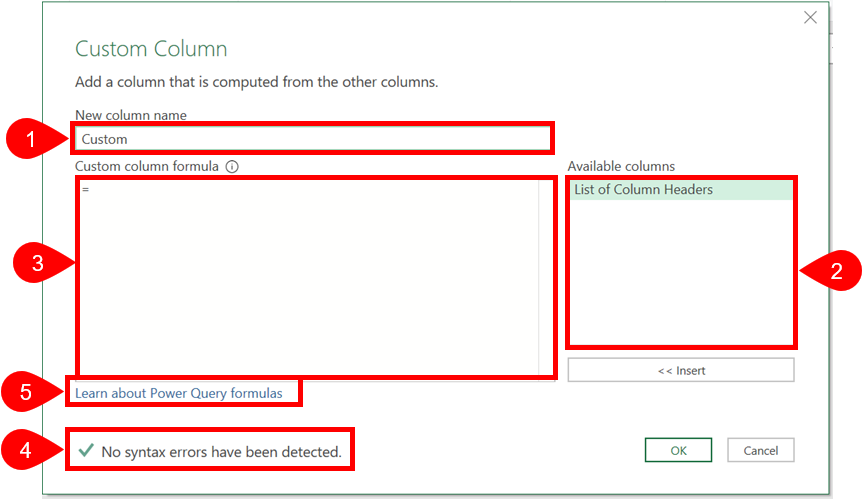 Custom Column
Add a column that is computed from the other columns.
New column name
1
Custom
Custom column formula
Available columns
=
List of Column Headers
3
2
<< Insert
5
Learn about Power Query formulas
4
No syntax errors have been detected.
OK
Cancel